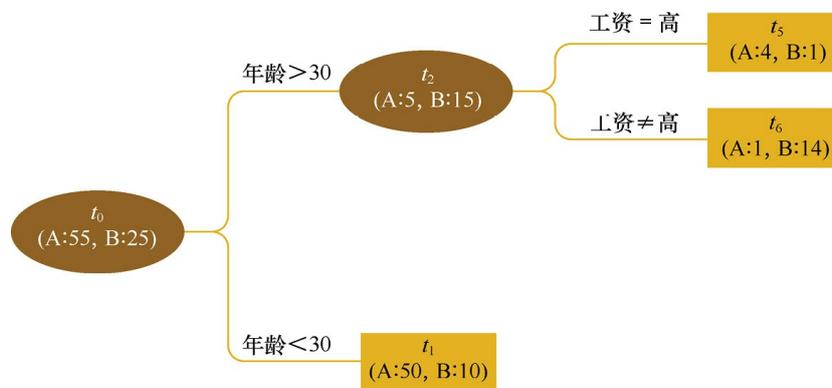 工资 = 高
t5
(A:4, B:1)
年龄>30
t2
(A:5, B:15)
工资≠高
t6
(A:1, B:14)
t0
(A:55, B:25)
年龄<30
t1
(A:50, B:10)